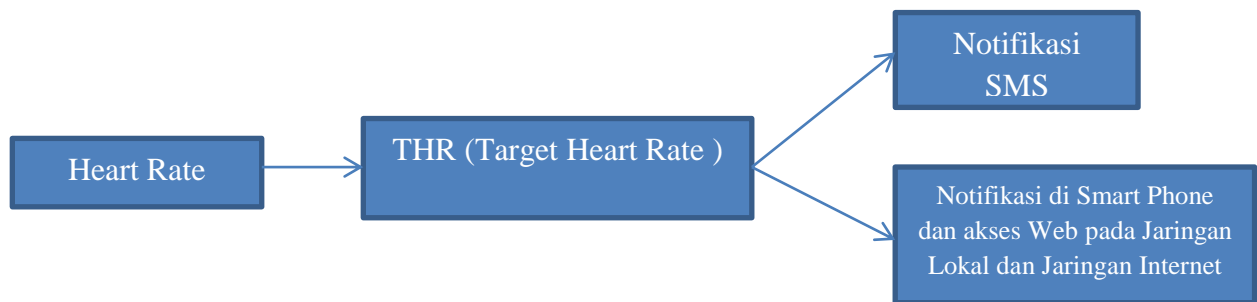 Heart Rate
THR (Target Heart Rate )
Notifikasi
SMS
Notifikasi di Smart Phone
dan akses Web pada Jaringan
Lokal dan Jaringan Internet